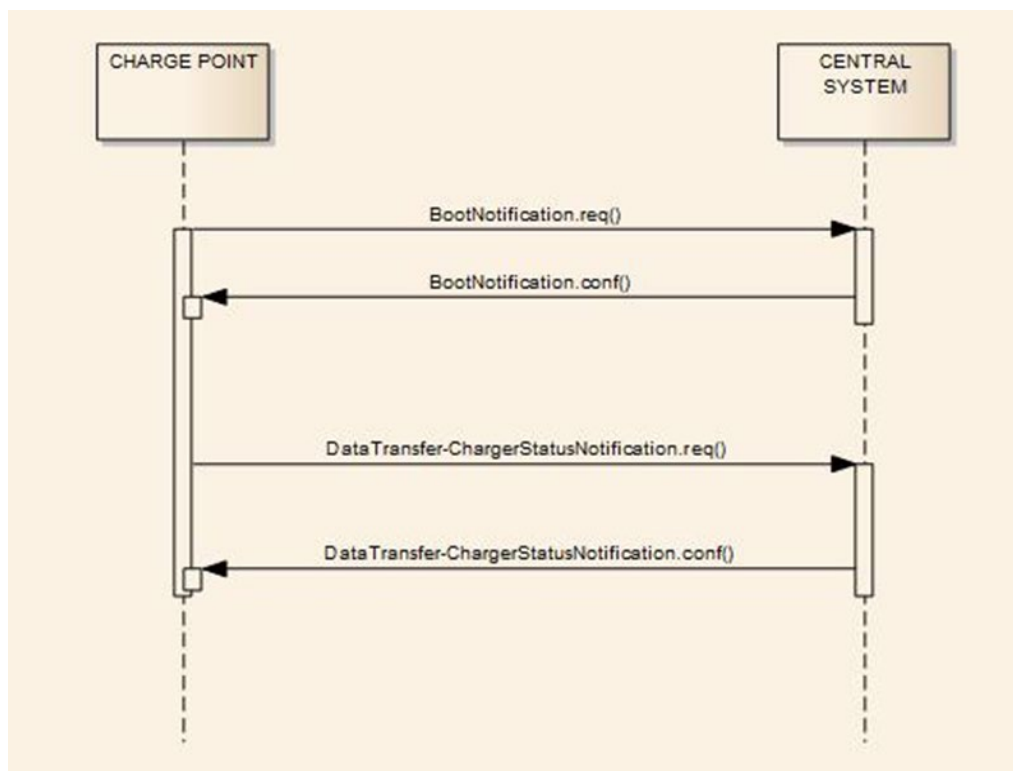 CHARGE POINT
CENTRAL
SYSTEM
BootNotification.req()
BootNotification.conf()
DataTransfer-ChargerStatusNotification.req()
DataTransfer-ChargerStatusNotification.conf()